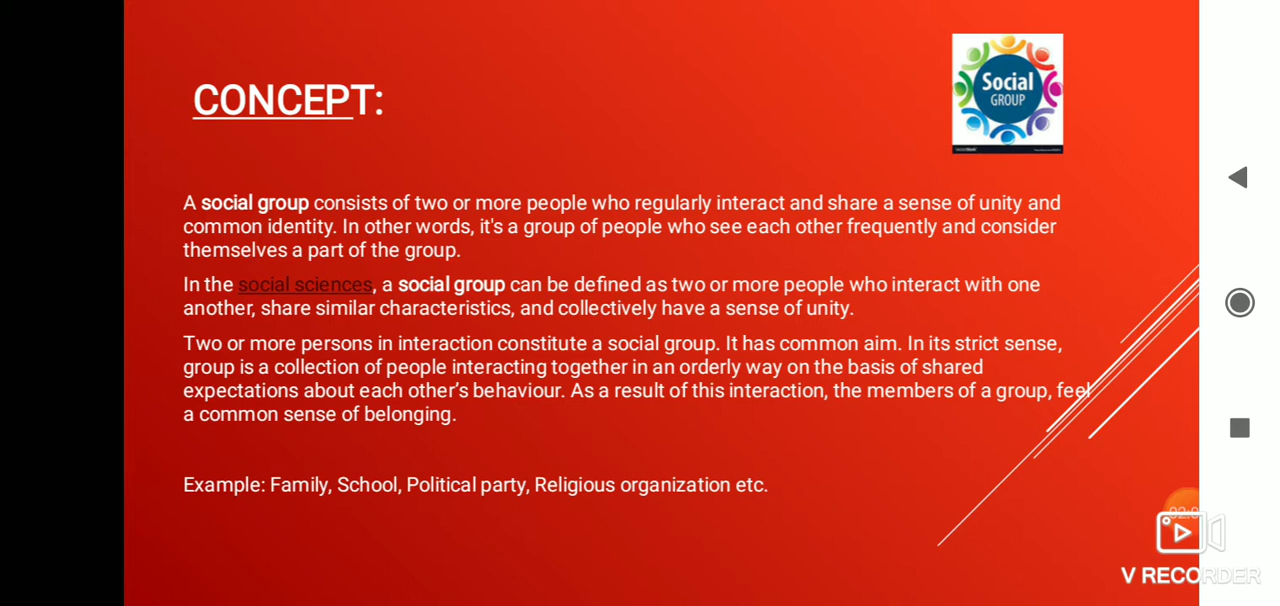 CONCEPT:
Social
GROUP
A social group consists of two or more people who regularly interact and share a sense of unity and
common identity. In other words, it's a group of people who see each other frequently and consider
themselves a part of the group.
In the social sciences, a social group can be defined as two or more people who interact with one
another, share similar characteristics, and collectively have a sense of unity.
Two or more persons in interaction constitute a social group. It has common aim. In its strict sense,
group is a collection of people interacting together in an orderly way on the basis of shared
expectations about each other’s behaviour. As a result of this interaction, the members of a group, feel
a common sense of belonging.
Example: Family, School, Political party, Religious organization etc.
V RECORDER